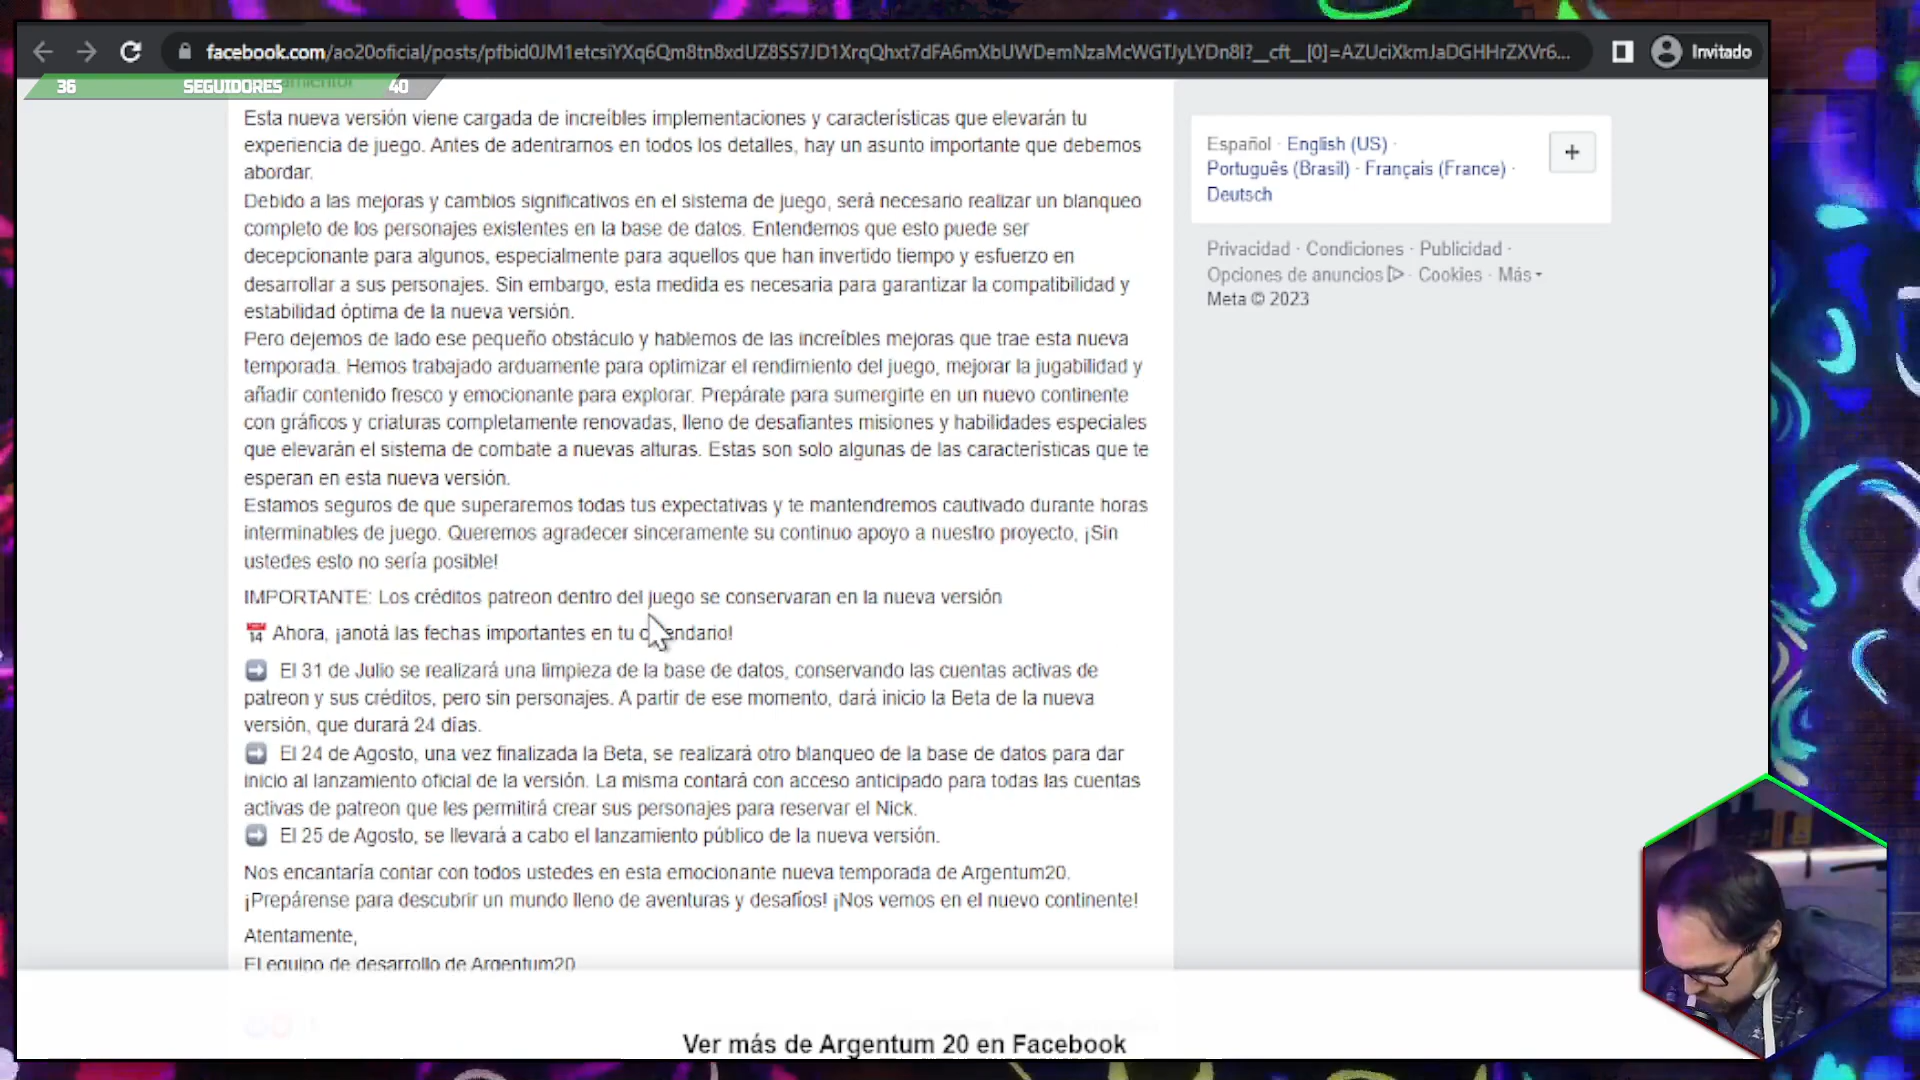 facebook.com/ao20oficial/posts/pfbid0JM1etcsiYXq6Qm8tn8xdUZ8SS7JD1XrqQhxt7dFA6mXbUWDemNzaMcWGTJyLYDn8l?__cft__[0]=AZUciXkmJaDGHHrZXVr6...
Invitado
36 SEGUIDORES 40
Esta nueva versión viene cargada de increíbles implementaciones y características que elevarán tu
experiencia de juego. Antes de adentrarnos en todos los detalles, hay un asunto importante que debemos
abordar.
Debido a las mejoras y cambios significativos en el sistema de juego, será necesario realizar un blanqueo
completo de los personajes existentes en la base de datos. Entendemos que esto puede ser
decepcionante para algunos, especialmente para aquellos que han invertido tiempo y esfuerzo en
desarrollar a sus personajes. Sin embargo, esta medida es necesaria para garantizar la compatibilidad y
estabilidad óptima de la nueva versión.
Pero dejemos de lado ese pequeño obstáculo y hablemos de las increíbles mejoras que trae esta nueva
temporada. Hemos trabajado arduamente para optimizar el rendimiento del juego, mejorar la jugabilidad y
añadir contenido fresco y emocionante para explorar. Prepárate para sumergirte en un nuevo continente
con gráficos y criaturas completamente renovadas, lleno de desafiantes misiones y habilidades especiales
que elevarán el sistema de combate a nuevas alturas. Estas son solo algunas de las características que te
esperan en esta nueva versión.
Estamos seguros de que superaremos todas tus expectativas y te mantendremos cautivado durante horas
interminables de juego. Queremos agradecer sinceramente su continuo apoyo a nuestro proyecto, ¡Sin
ustedes esto no sería posible!
IMPORTANTE: Los créditos patreon dentro del juego se conservaran en la nueva versión
14 Ahora, ¡anotá las fechas importantes en tu calendario!
El 31 de Julio se realizará una limpieza de la base de datos, conservando las cuentas activas de
patreon y sus créditos, pero sin personajes. A partir de ese momento, dará inicio la Beta de la nueva
versión, que durará 24 días.
El 24 de Agosto, una vez finalizada la Beta, se realizará otro blanqueo de la base de datos para dar
inicio al lanzamiento oficial de la versión. La misma contará con acceso anticipado para todas las cuentas
activas de patreon que les permitirá crear sus personajes para reservar el Nick.
El 25 de Agosto, se llevará a cabo el lanzamiento público de la nueva versión.
Nos encantaría contar con todos ustedes en esta emocionante nueva temporada de Argentum20.
¡Prepárense para descubrir un mundo lleno de aventuras y desafíos! ¡Nos vemos en el nuevo continente!
Atentamente,
El equipo de desarrollo de Argentum20
Ver más de Argentum 20 en Facebook
Español · English (US) ·
Português (Brasil) · Français (France) ·
Deutsch
Privacidad · Condiciones · Publicidad ·
Opciones de anuncios · Cookies · Más
Meta © 2023